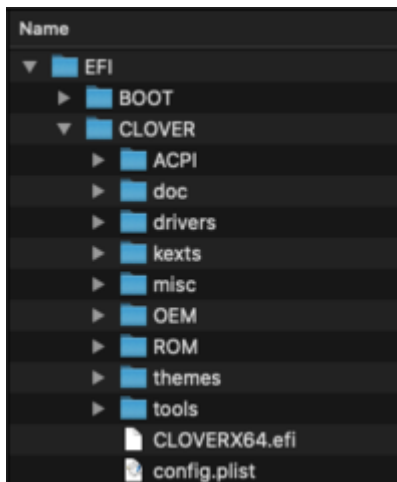 Name
EFI
BOOT
CLOVER
ACPI
doc
drivers
kexts
misc
OEM
ROM
themes
tools
CLOVERX64.efi
config.plist